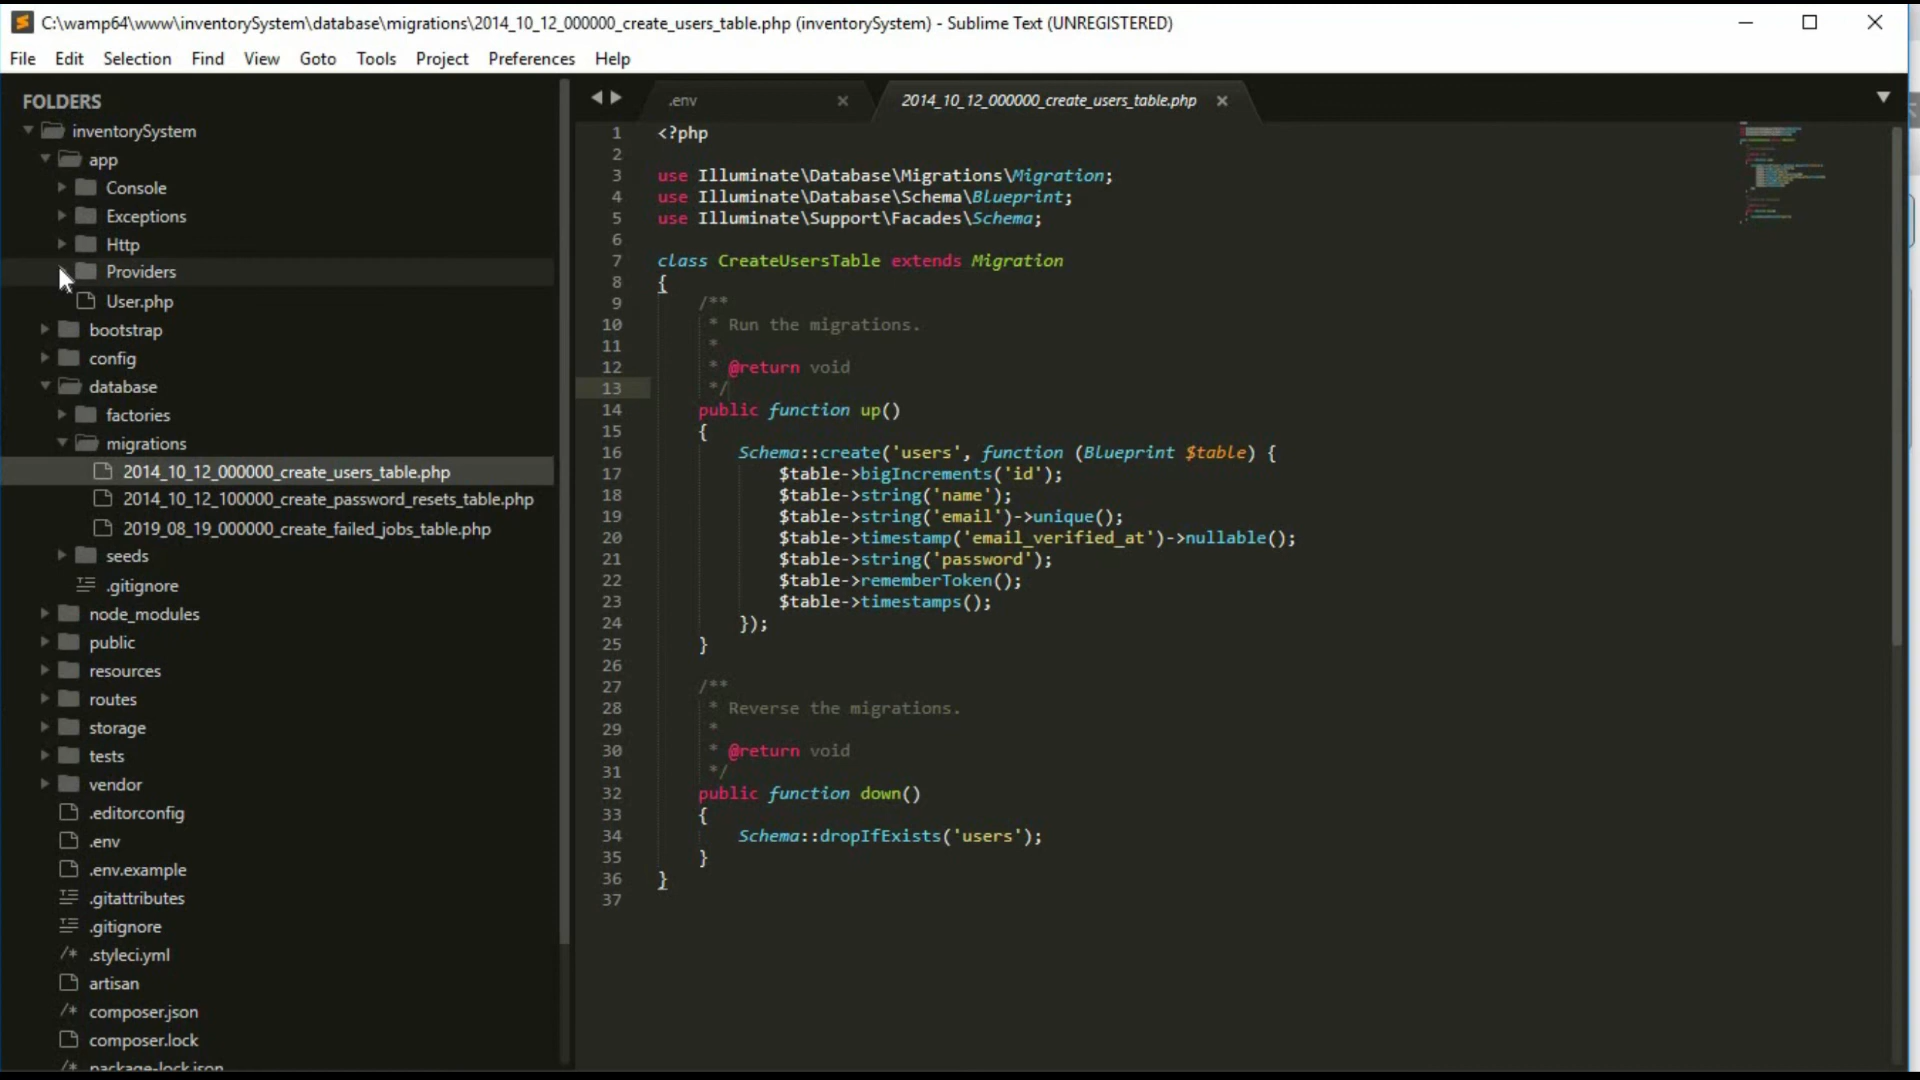 C:\wamp64\www\inventorySystem\database\migrations\2014_10_12_000000_create_users_table.php (inventorySystem) - Sublime Text (UNREGISTERED)
File Edit Selection Find View Goto Tools Project Preferences Help
FOLDERS
inventorySystem
app
Console
Exceptions
Http
Providers
User.php
bootstrap
config
database
factories
migrations
2014_10_12_000000_create_users_table.php
2014_10_12_100000_create_password_resets_table.php
2019_08_19_000000_create_failed_jobs_table.php
seeds
.gitignore
node_modules
public
resources
routes
storage
tests
vendor
.editorconfig
.env
.env.example
.gitattributes
.gitignore
/* .styleci.yml
artisan
/* composer.json
composer.lock
/* package-lock.json
.env 2014_10_12_000000_create_users_table.php
1 <?php
2
3 use Illuminate\Database\Migrations\Migration;
4 use Illuminate\Database\Schema\Blueprint;
5 use Illuminate\Support\Facades\Schema;
6
7 class CreateUsersTable extends Migration
8 {
9 /**
10 * Run the migrations.
11 *
12 * @return void
13 */
14 public function up()
15 {
16 Schema::create('users', function (Blueprint $table) {
17 $table->bigIncrements('id');
18 $table->string('name');
19 $table->string('email')->unique();
20 $table->timestamp('email_verified_at')->nullable();
21 $table->string('password');
22 $table->rememberToken();
23 $table->timestamps();
24 });
25 }
26
27 /**
28 * Reverse the migrations.
29 *
30 * @return void
31 */
32 public function down()
33 {
34 Schema::dropIfExists('users');
35 }
36 }
37